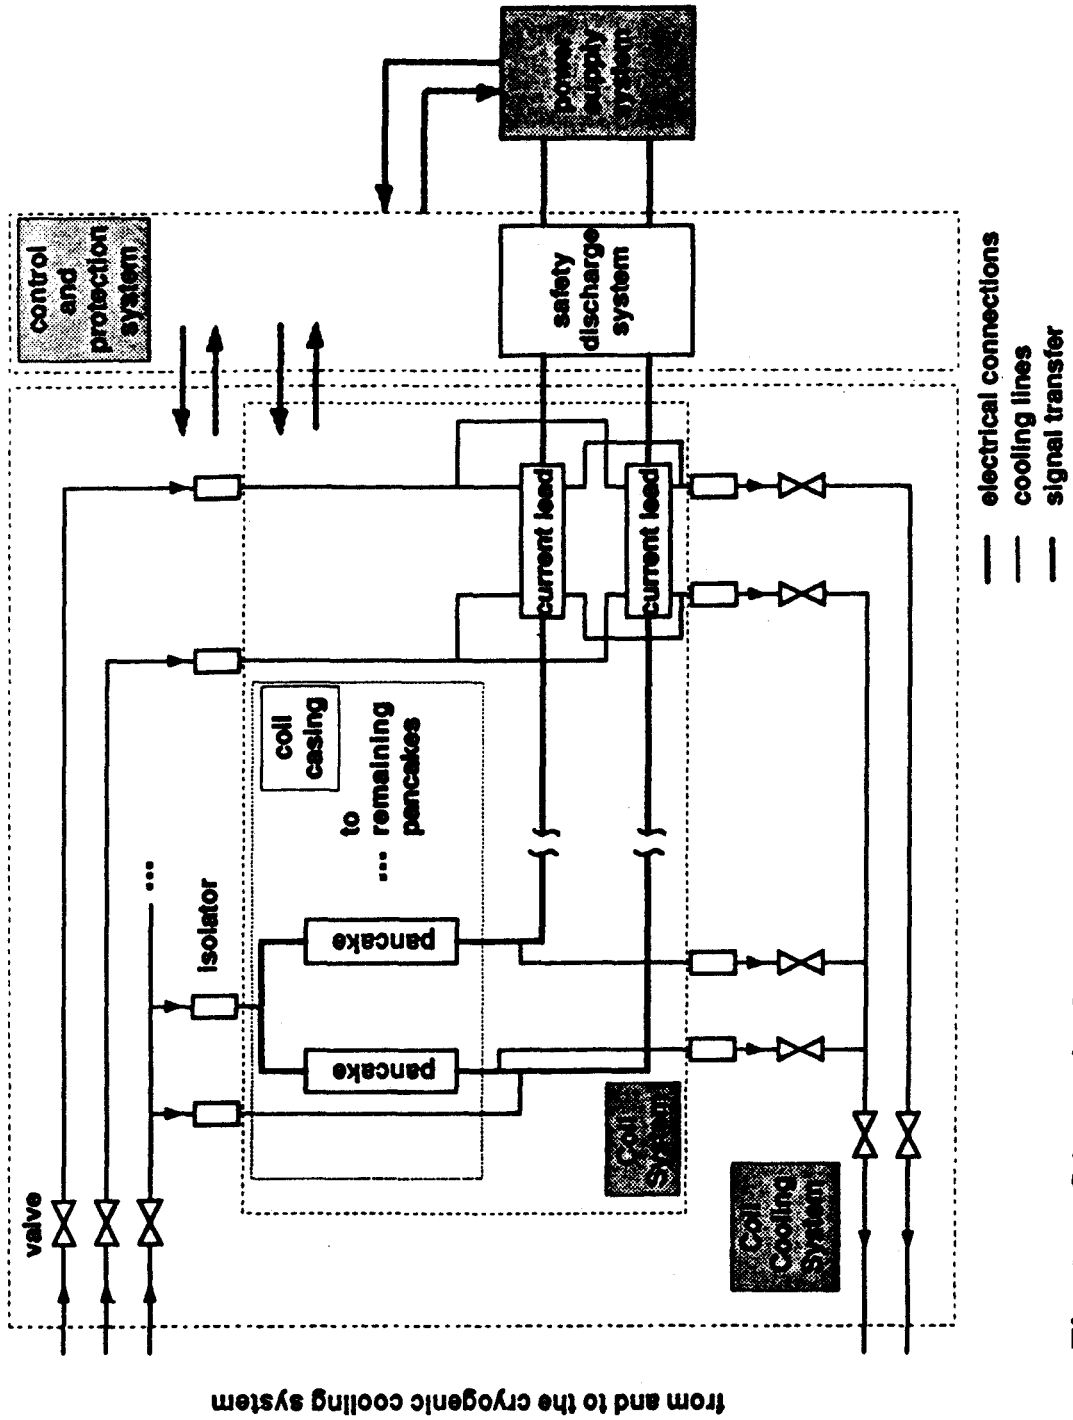 control
and
protection
system
power
supply
system
safety
discharge
system
valve
...
isolator
coil
casing
to
... remaining
pancakes
pancake
pancake
current lead
current lead
Coil
System
Coil
Cooling
System
from and to the cryogenic cooling system
electrical connections
cooling lines
signal transfer